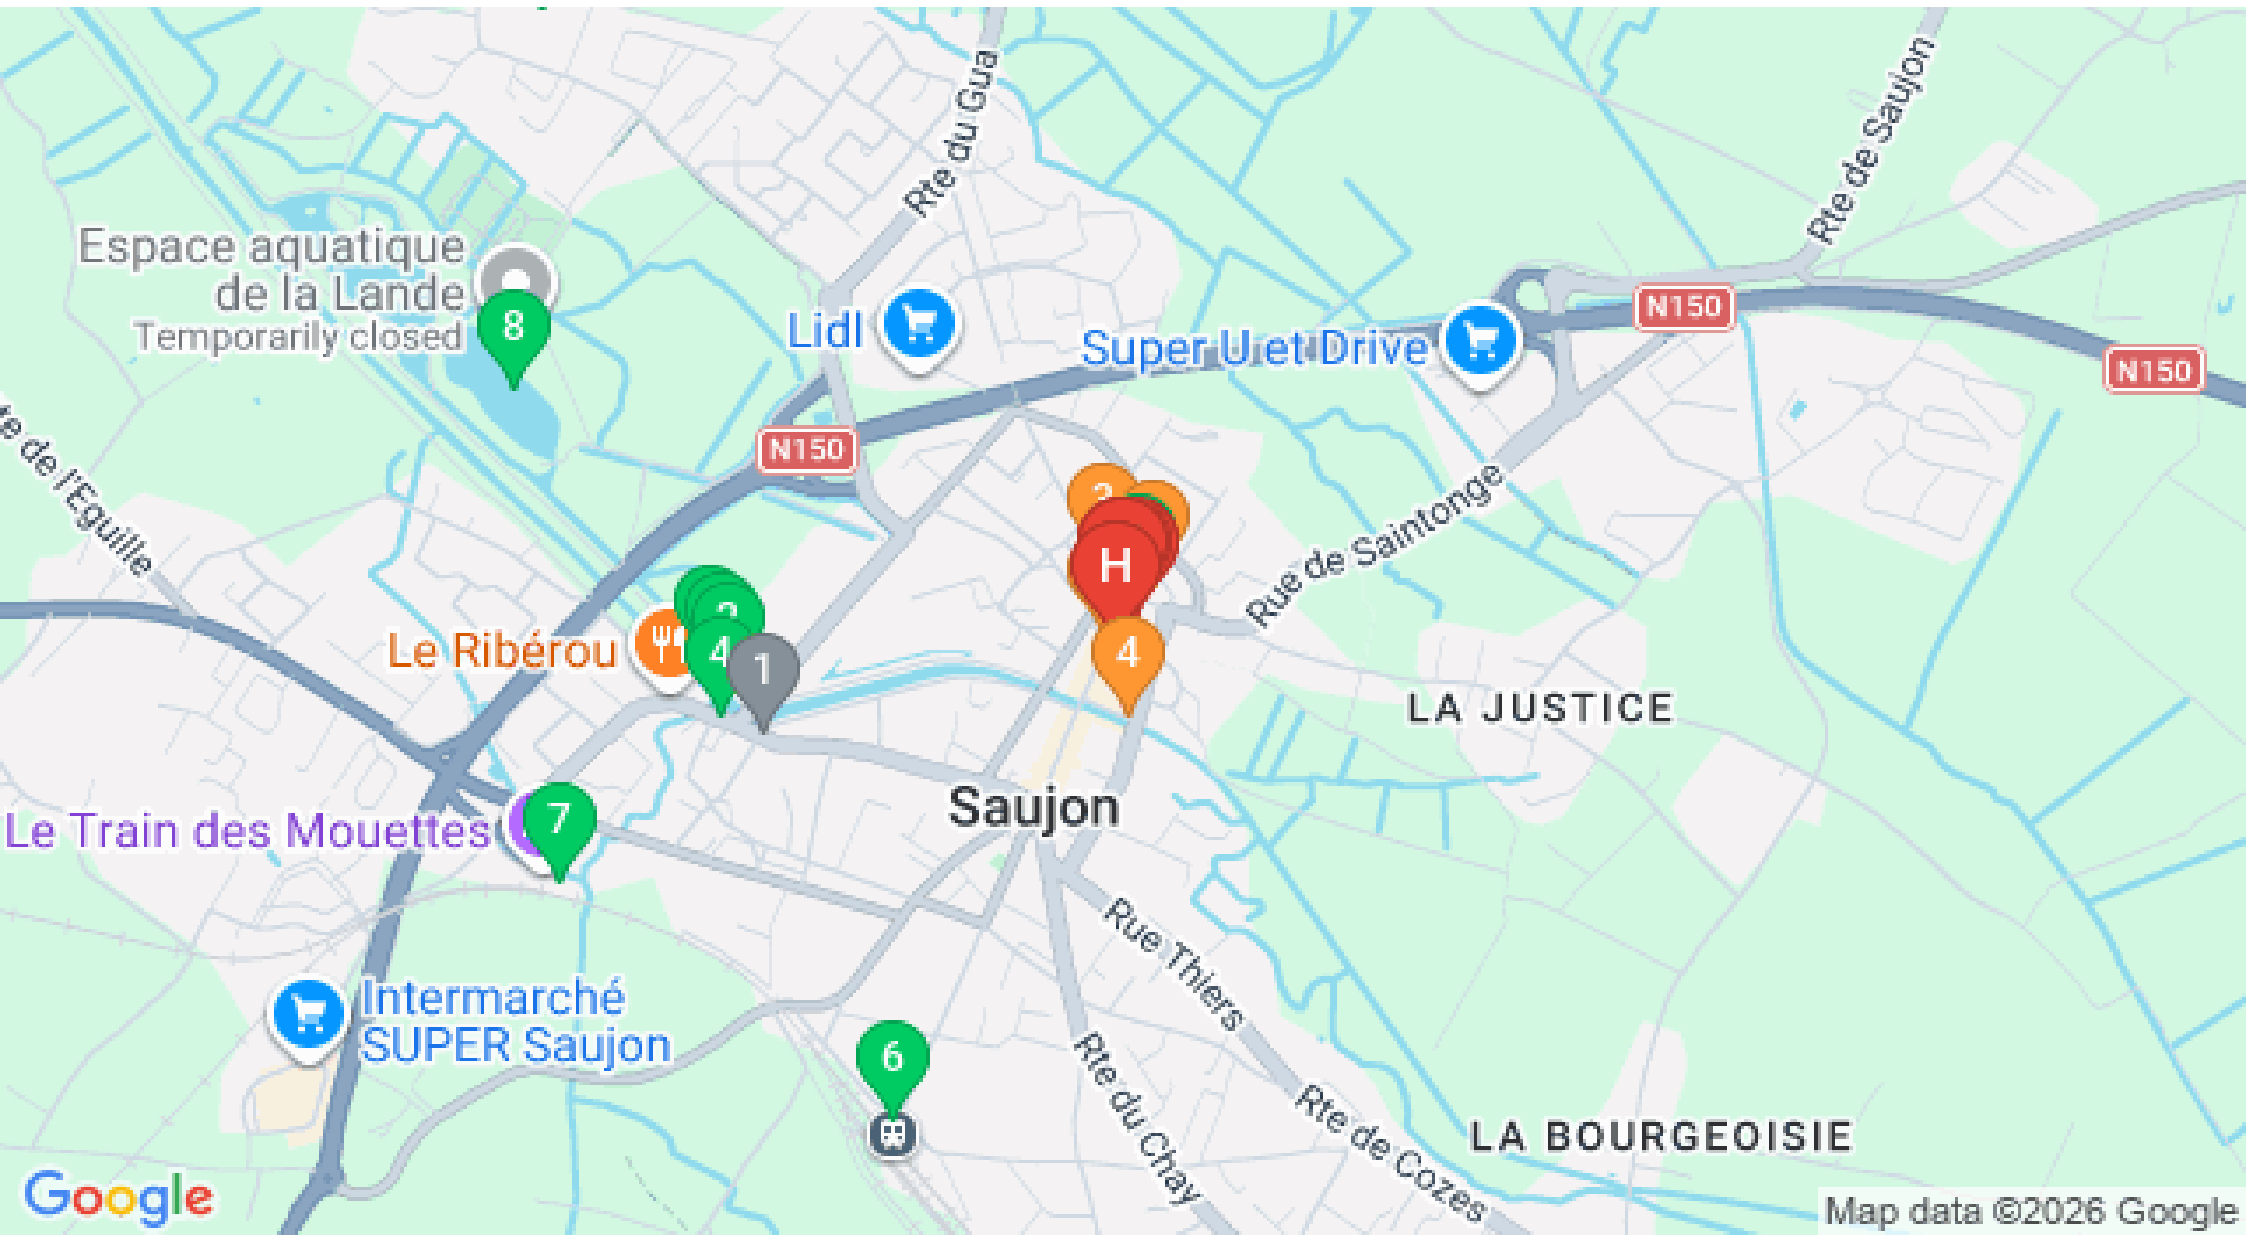 Rte du Gua
Rte de Saujon
Espace aquatique
de la Lande
Temporarily closed
8
Lidl
Super U et Drive
N150
N150
N150
te de l'Eguille
Rue de Saintonge
H
Le Ribérou
4
1
4
LA JUSTICE
Saujon
Le Train des Mouettes
7
Rue Thiers
Intermarché
SUPER Saujon
6
Rte du Chay
Rte de Cozes
LA BOURGEOISIE
Google
Map data ©2026 Google